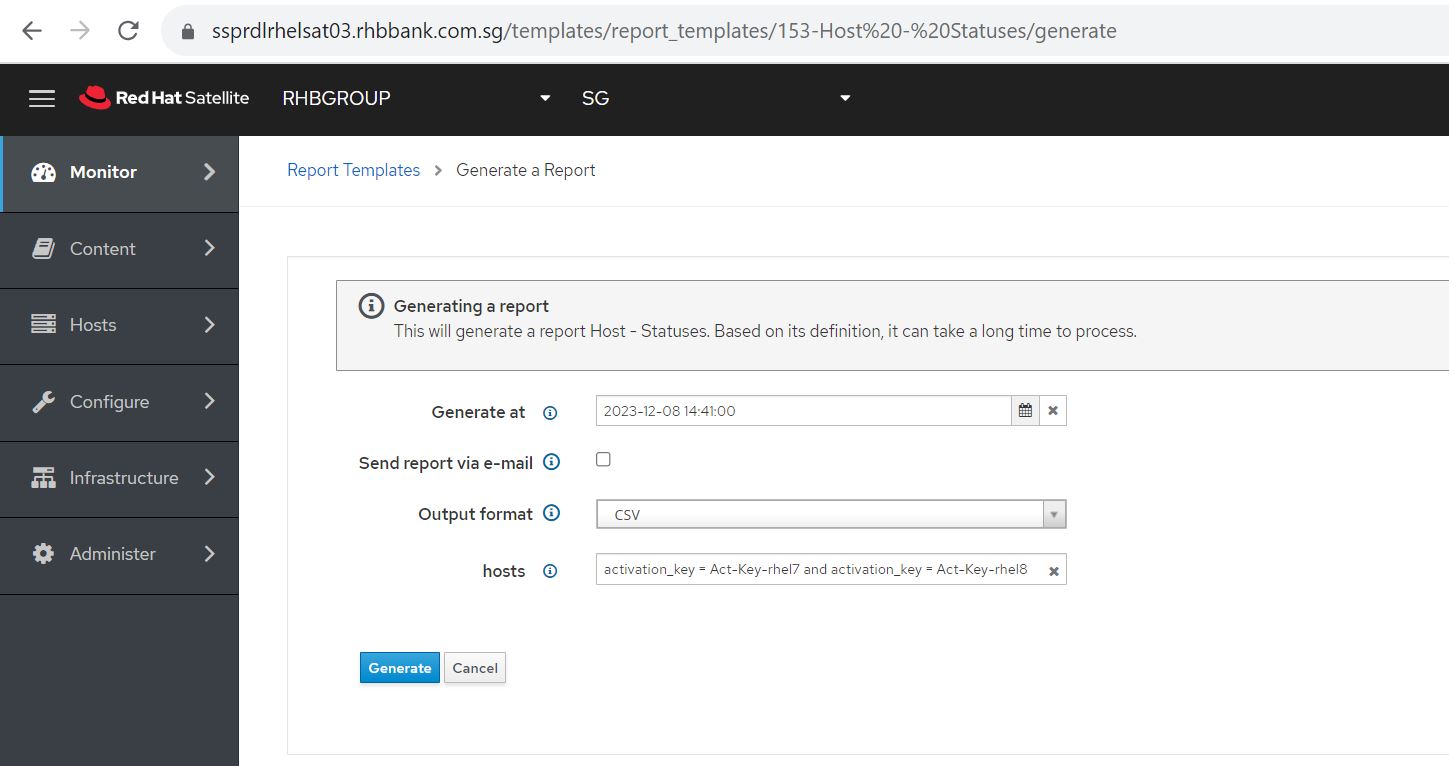 ssprdlrhelsat03.rhbbank.com.sg/templates/report_templates/153-Host%20-%20Statuses/generate
Red Hat Satellite RHBGROUP SG
Monitor
Content
Hosts
Configure
Infrastructure
Administer
Report Templates > Generate a Report
Generating a report
This will generate a report Host - Statuses. Based on its definition, it can take a long time to process.
Generate at 2023-12-08 14:41:00
Send report via e-mail
Output format CSV
hosts activation_key = Act-Key-rhel7 and activation_key = Act-Key-rhel8
Generate Cancel